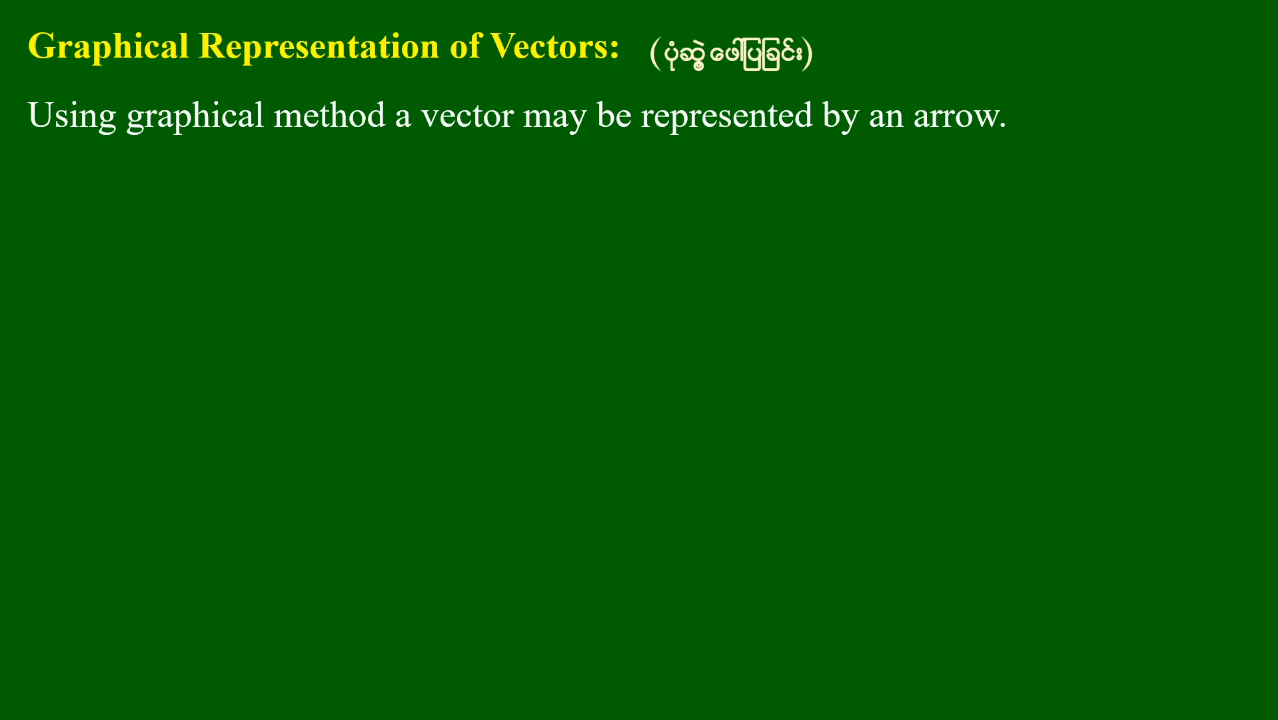 Graphical Representation of Vectors: (ပုံဆွဲ့ ဖေါ်ပြခြင်း)
Using graphical method a vector may be represented by an arrow.